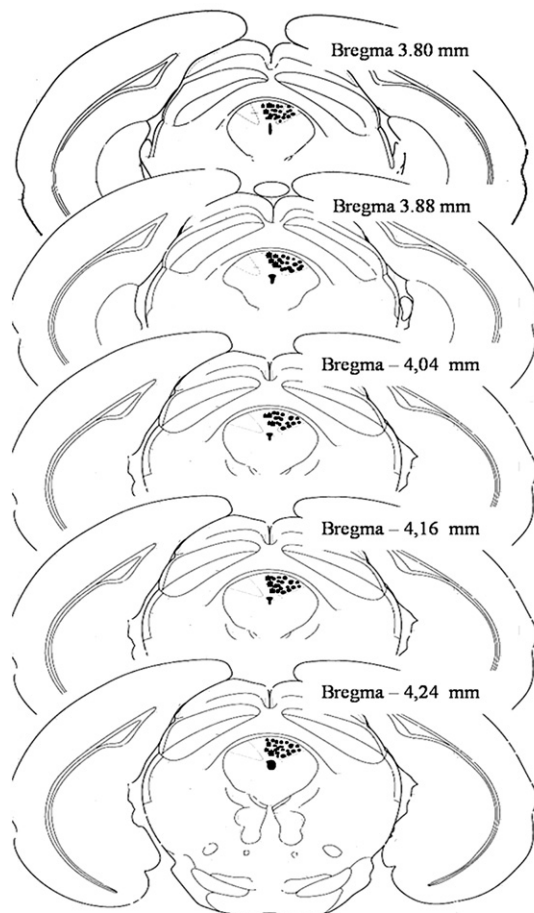 Bregma 3.80 mm
Bregma 3.88 mm
Bregma – 4,04 mm
Bregma – 4,16 mm
Bregma – 4,24 mm